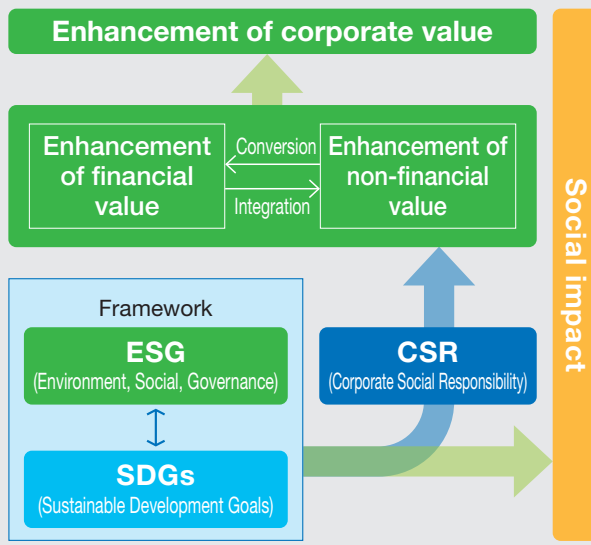 Enhancement of corporate value
Enhancement
of financial
value
Conversion
Integration
Enhancement of
non-financial
value
Framework
ESG
(Environment, Social, Governance)
SDGs
(Sustainable Development Goals)
CSR
(Corporate Social Responsibility)
Social impact